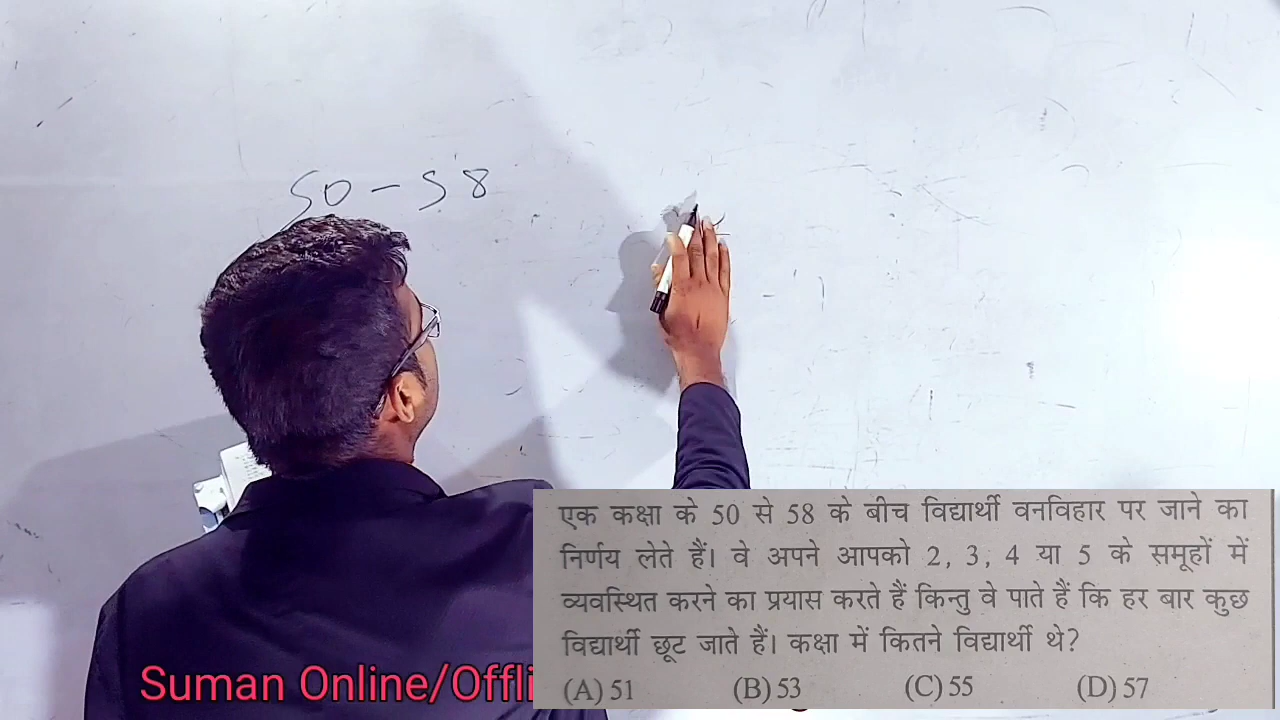 50 - 58
एक कक्षा के 50 से 58 के बीच विद्यार्थी वनविहार पर जाने का
निर्णय लेते हैं। वे अपने आपको 2, 3, 4 या 5 के समूहों में
व्यवस्थित करने का प्रयास करते हैं किन्तु वे पाते हैं कि हर बार कुछ
विद्यार्थी छूट जाते हैं। कक्षा में कितने विद्यार्थी थे?
(A) 51 (B) 53 (C) 55 (D) 57
Suman Online/Offli